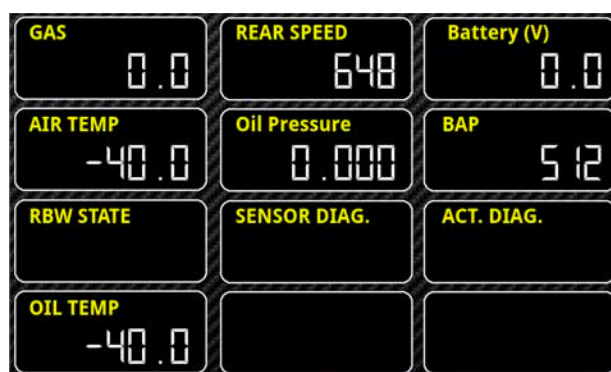 GAS
0.0
REAR SPEED
648
Battery (V)
0.0
AIR TEMP
-40.0
Oil Pressure
0.000
BAP
512
RBW STATE
SENSOR DIAG.
ACT. DIAG.
OIL TEMP
-40.0